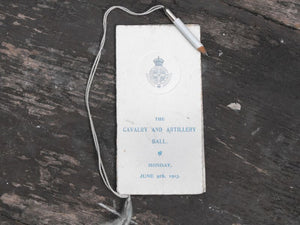 THE
CAVALRY AND ARTILLERY
BALL.
MONDAY,
JUNE 9th, 1913.